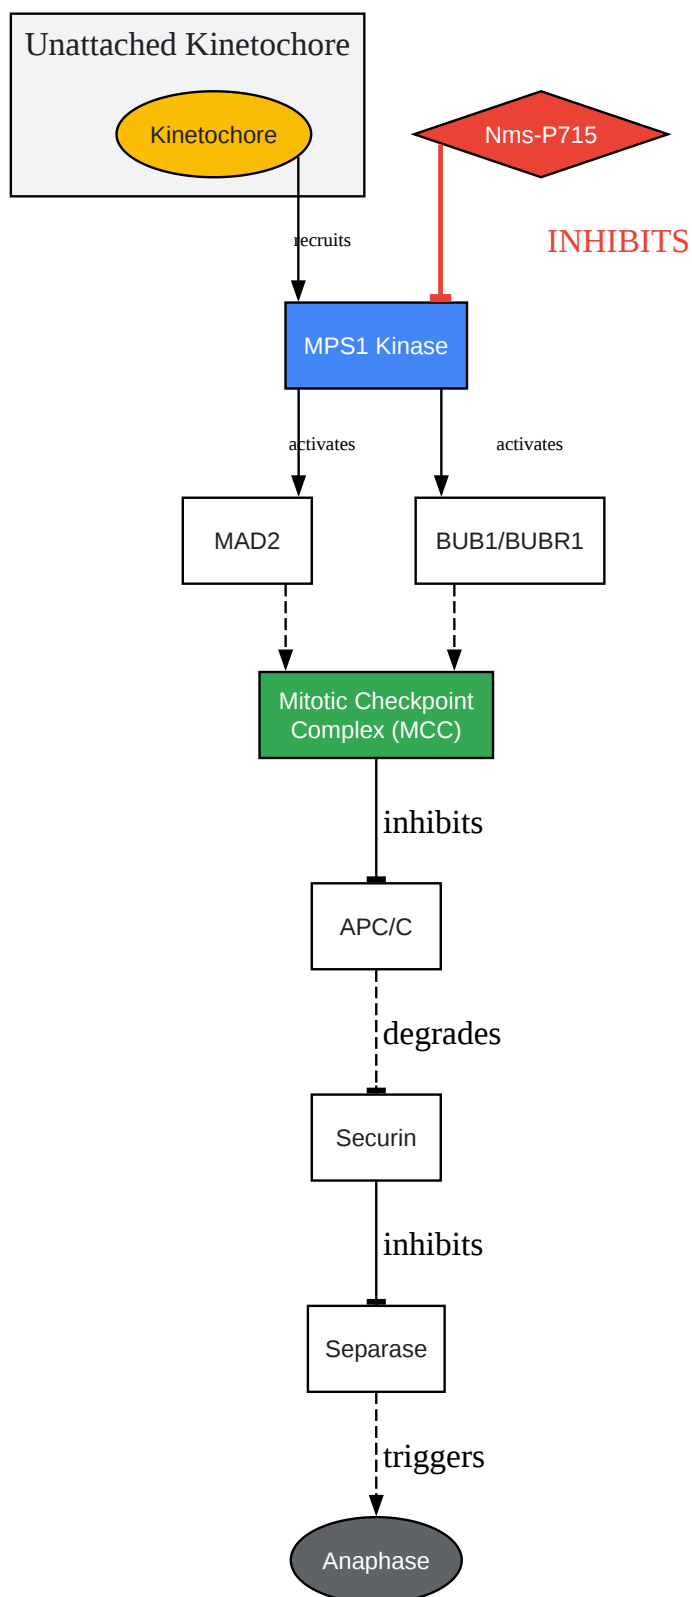 Unattached Kinetochore
Kinetochore
Nms-P715
recruits
INHIBITS
MPS1 Kinase
activates
activates
MAD2
BUB1/BUBR1
Mitotic Checkpoint
Complex (MCC)
inhibits
APC/C
degrades
Securin
inhibits
Separase
triggers
Anaphase